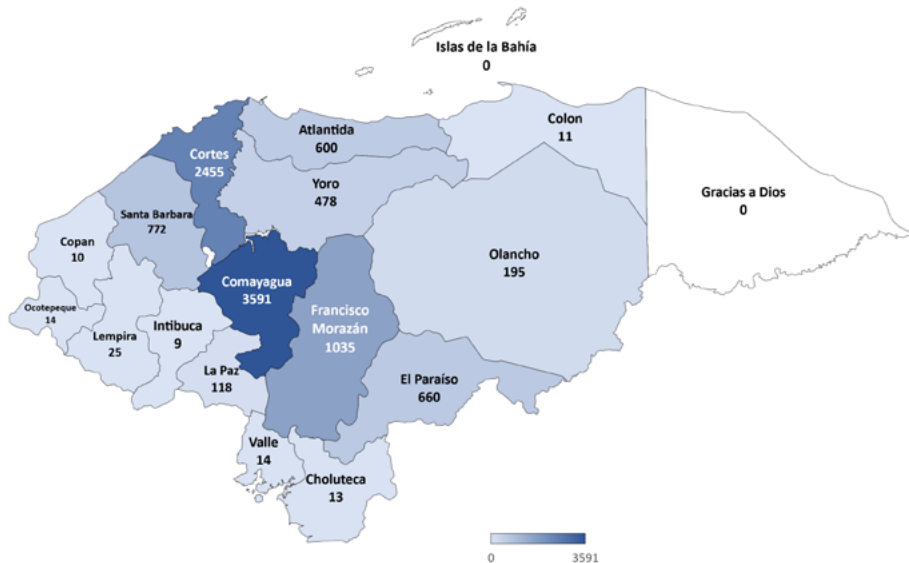 Islas de la Bahía
0
Colon
11
Atlantida
600
Cortes
2455
Yoro
478
Gracias a Dios
0
Santa Barbara
772
Copan
10
Olancho
195
Comayagua
3591
Francisco
Morazán
1035
Ocotepeque
14
Lempira
25
Intibuca
9
La Paz
118
El Paraíso
660
Valle
14
Choluteca
13
0
3591